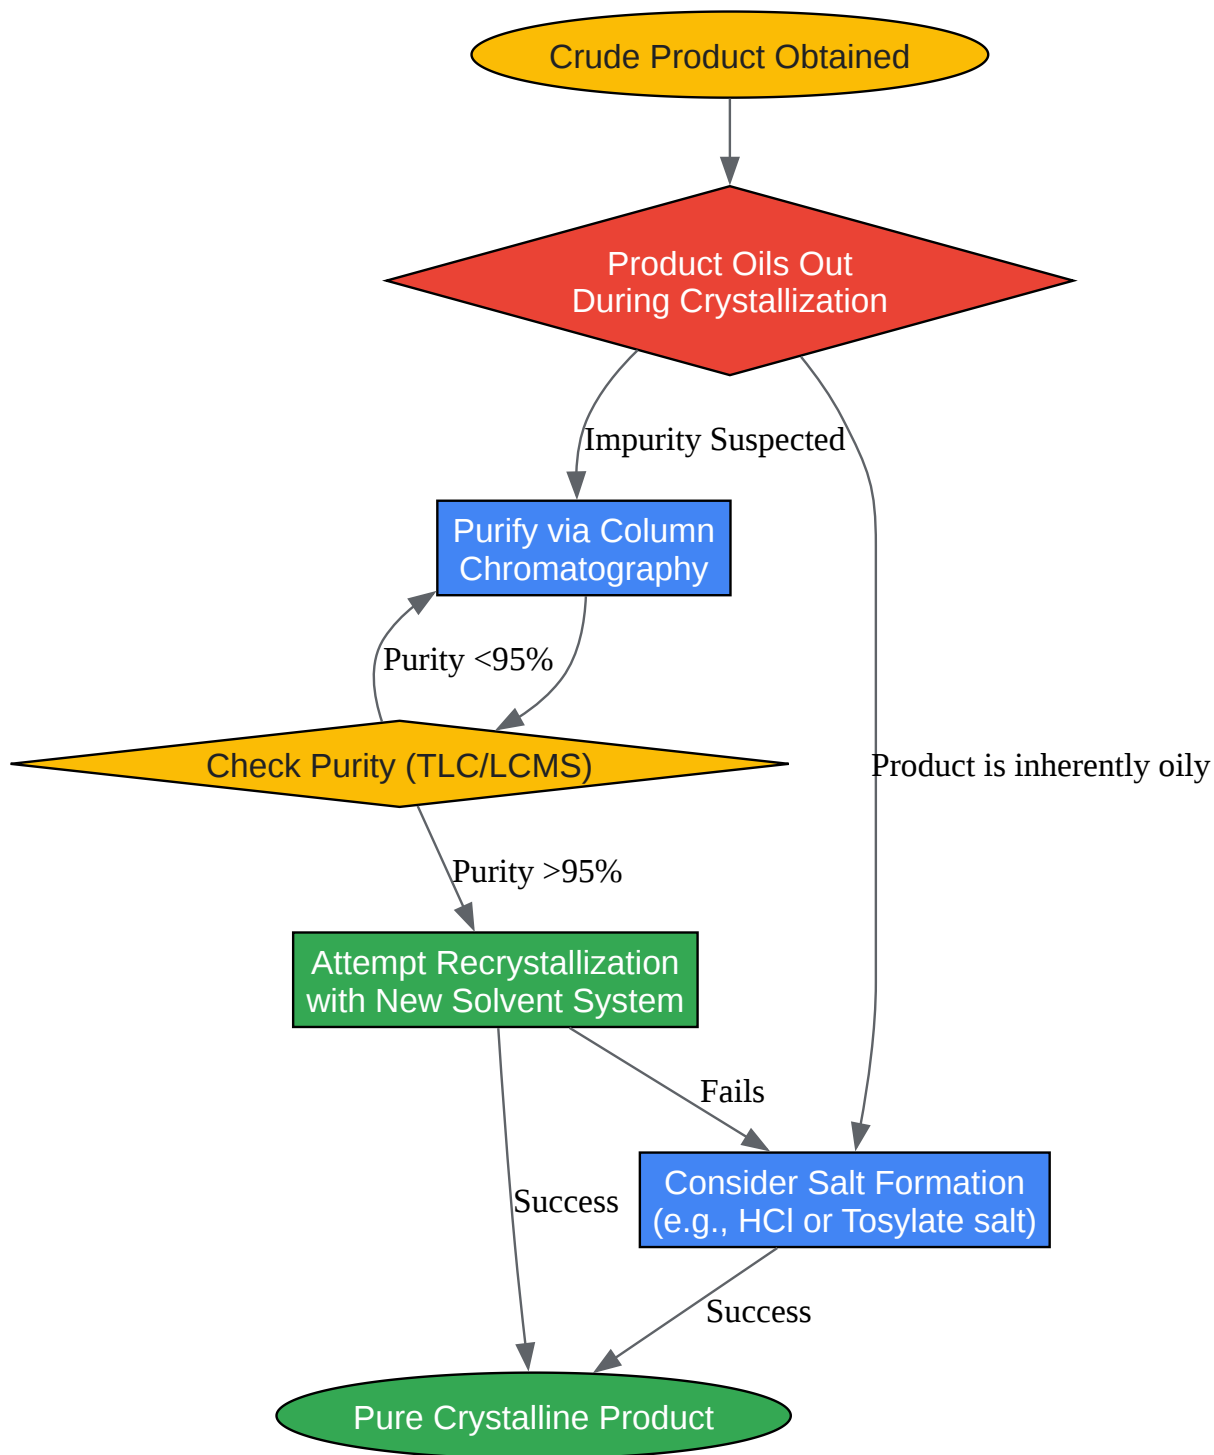 Crude Product Obtained
Product Oils Out
During Crystallization
Impurity Suspected
Purify via Column
Chromatography
Purity <95%
Check Purity (TLC/LCMS)
Product is inherently oily
Purity >95%
Attempt Recrystallization
with New Solvent System
Fails
Consider Salt Formation
(e.g., HCl or Tosylate salt)
Success
Success
Pure Crystalline Product